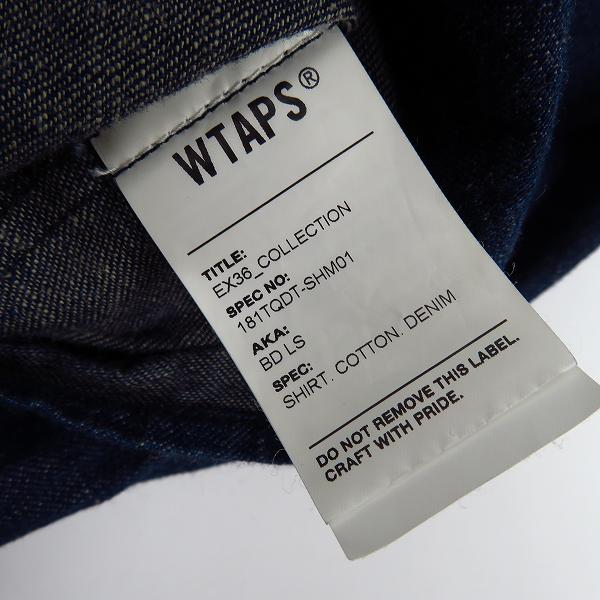 WTAPS®
TITLE:
EX36_COLLECTION
SPEC NO:
181TQDT-SHM01
AKA:
BD LS
SPEC:
SHIRT. COTTON. DENIM
DO NOT REMOVE THIS LABEL.
CRAFT WITH PRIDE.